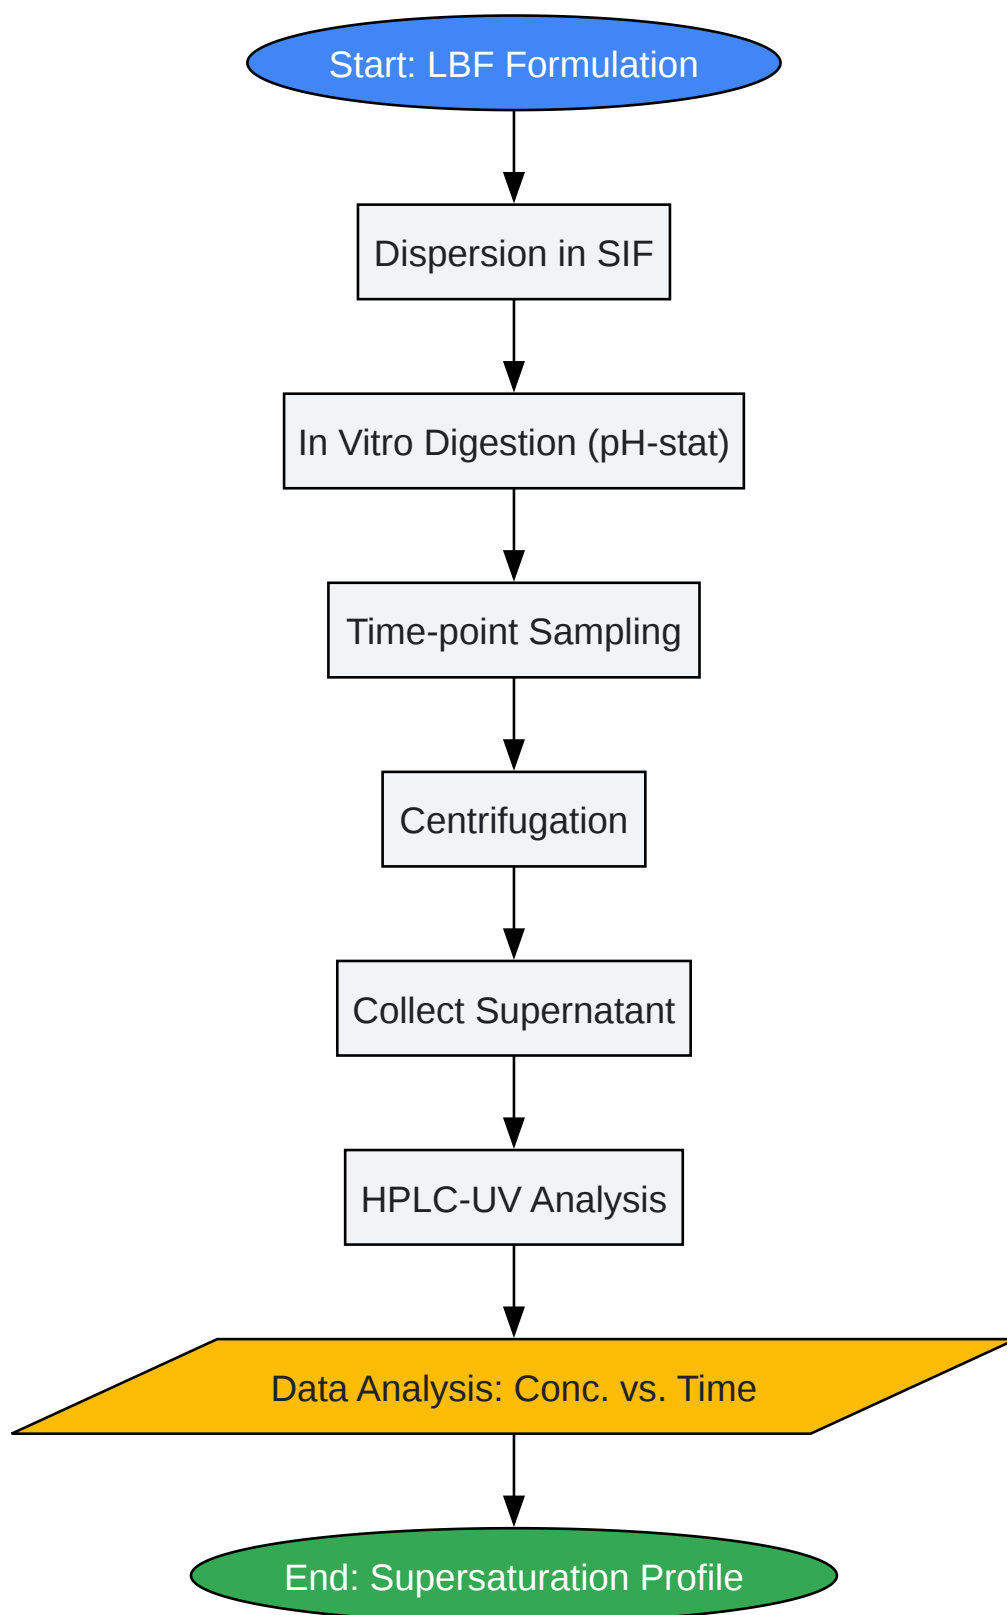 Start: LBF Formulation
Dispersion in SIF
In Vitro Digestion (pH-stat)
Time-point Sampling
Centrifugation
Collect Supernatant
HPLC-UV Analysis
Data Analysis: Conc. vs. Time
End: Supersaturation Profile